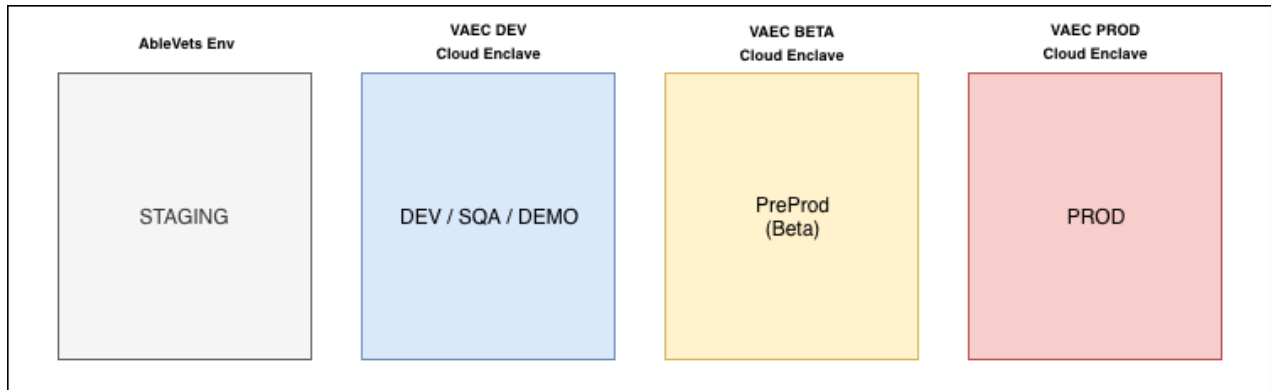 AbleVets Env
VAEC DEV
Cloud Enclave
VAEC BETA
Cloud Enclave
VAEC PROD
Cloud Enclave
STAGING
DEV / SQA / DEMO
PreProd
(Beta)
PROD